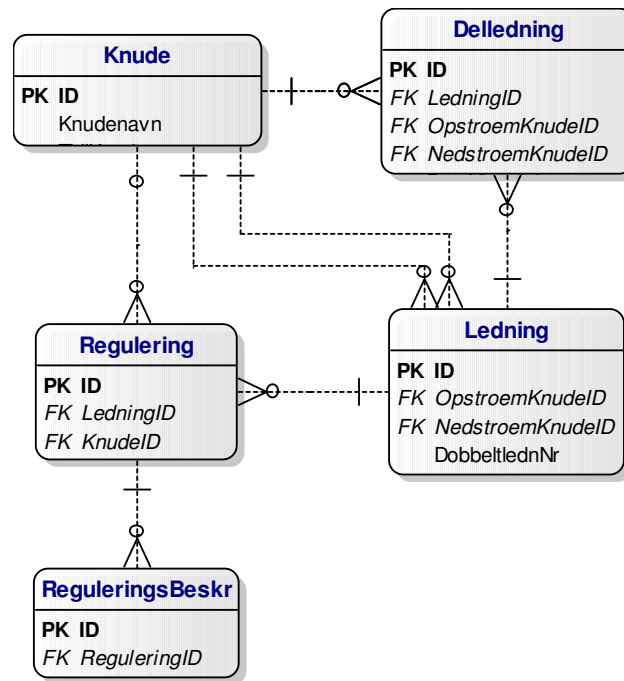 Knude
PK ID
Knudenavn
Delledning
PK ID
FK LedningID
FK OpstroemKnudeID
FK NedstroemKnudeID
Regulering
PK ID
FK LedningID
FK KnudeID
Ledning
PK ID
FK OpstroemKnudeID
FK NedstroemKnudeID
DobbeltlednNr
ReguleringsBeskr
PK ID
FK ReguleringID